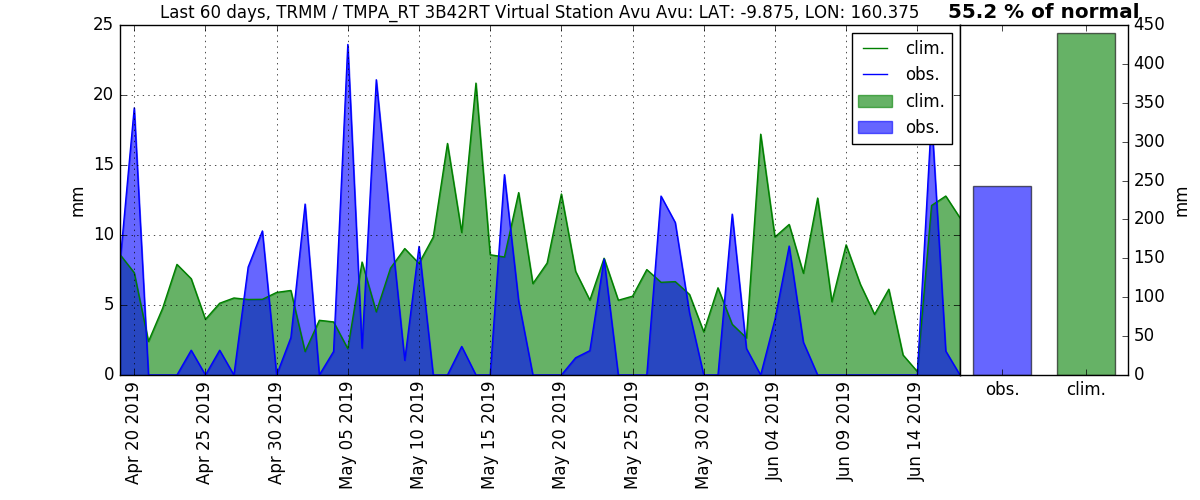 Last 60 days, TRMM / TMPA_RT 3B42RT Virtual Station Avu Avu: LAT: -9.875, LON: 160.375
55.2 % of normal
25
20
15
10
5
0
mm
clim.
obs.
clim.
obs.
450
400
350
300
250
200
150
100
50
0
mm
Apr 20 2019
Apr 25 2019
Apr 30 2019
May 05 2019
May 10 2019
May 15 2019
May 20 2019
May 25 2019
May 30 2019
Jun 04 2019
Jun 09 2019
Jun 14 2019
obs.
clim.